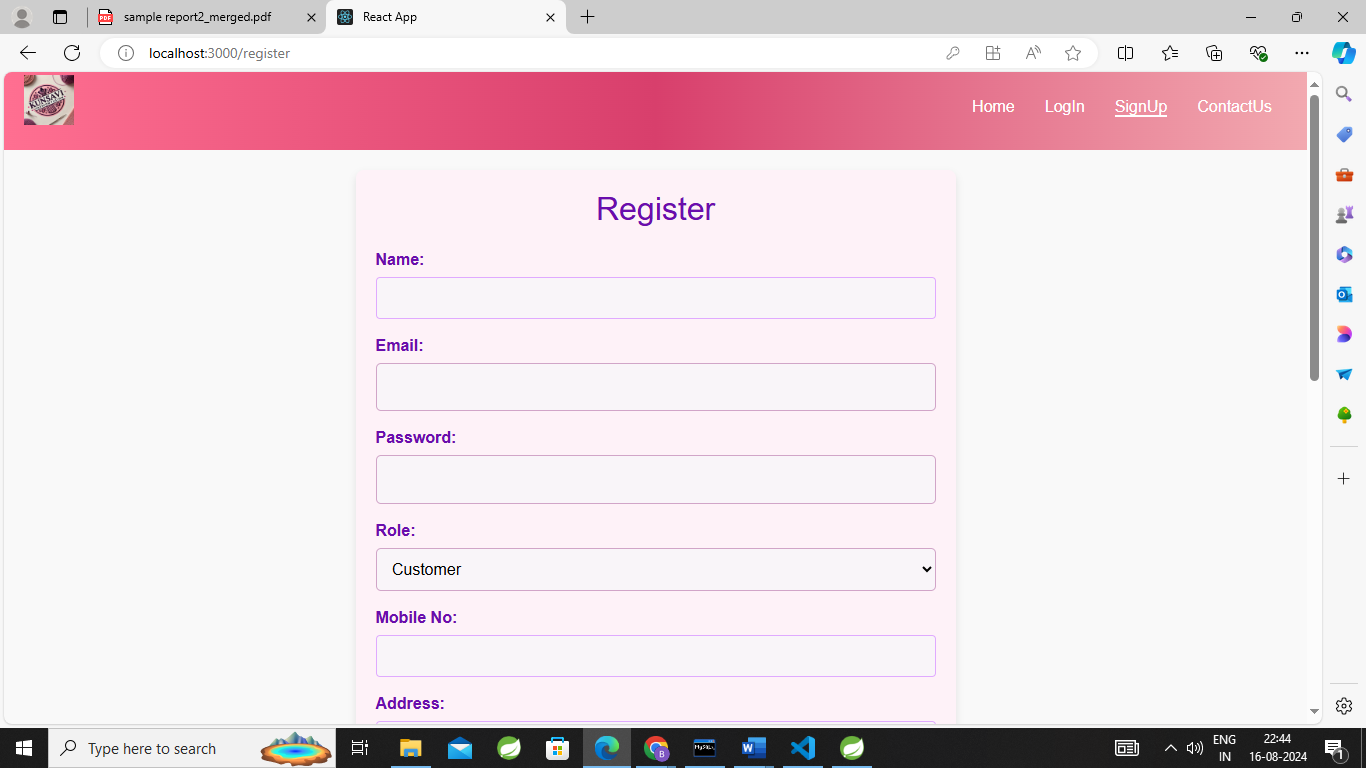 sample report2_merged.pdf
React App
localhost:3000/register
KUNSAVI
Home LogIn SignUp ContactUs
Register
Name:
Email:
Password:
Role:
Customer
Mobile No:
Address:
Type here to search
ENG
IN
22:44
16-08-2024
1